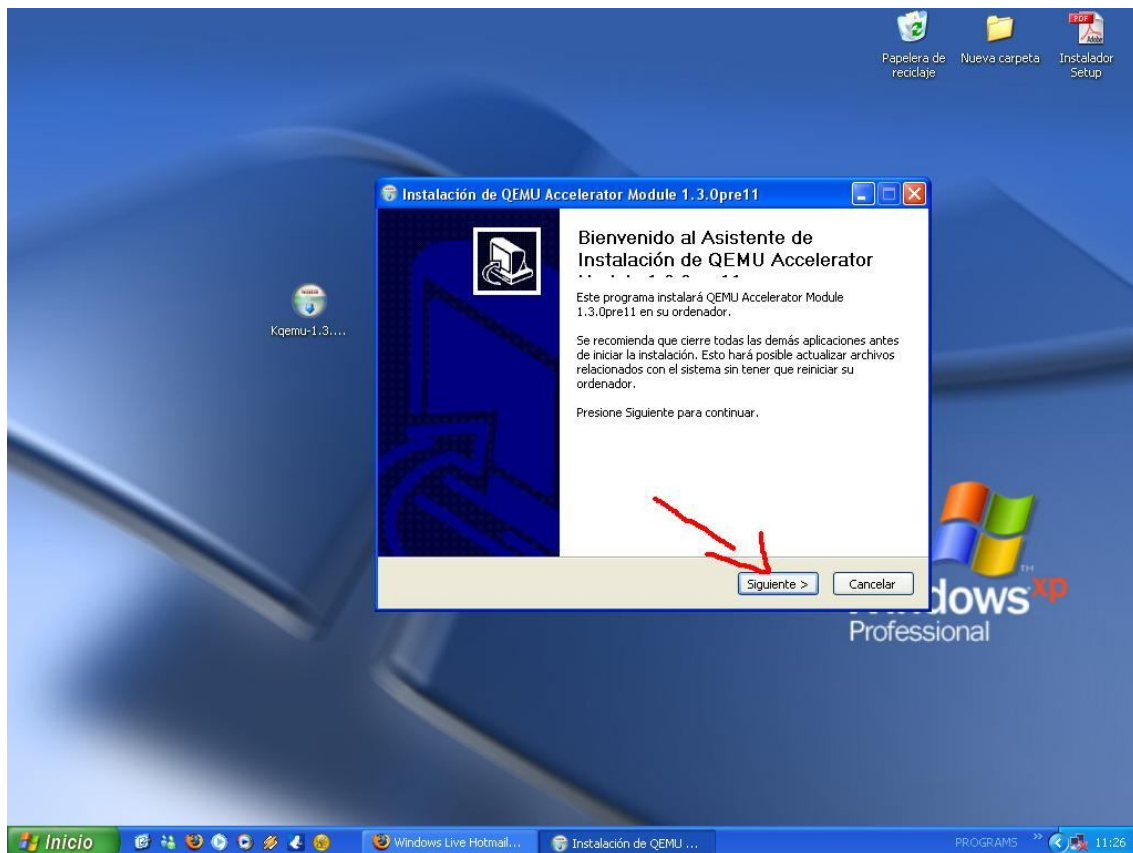 Papelera de
reciclaje
Nueva carpeta
PDF
Adobe
Instalador
Setup
Kqemu-1.3....
Instalación de QEMU Accelerator Module 1.3.0pre11
Bienvenido al Asistente de
Instalación de QEMU Accelerator
Este programa instalará QEMU Accelerator Module
1.3.0pre11 en su ordenador.
Se recomienda que cierre todas las demás aplicaciones antes
de iniciar la instalación. Esto hará posible actualizar archivos
relacionados con el sistema sin tener que reiniciar su
ordenador.
Presione Siguiente para continuar.
Siguiente >
Cancelar
xp
TM
Professional
Inicio
Windows Live Hotmail...
Instalación de QEMU ...
PROGRAMS
»
11:26